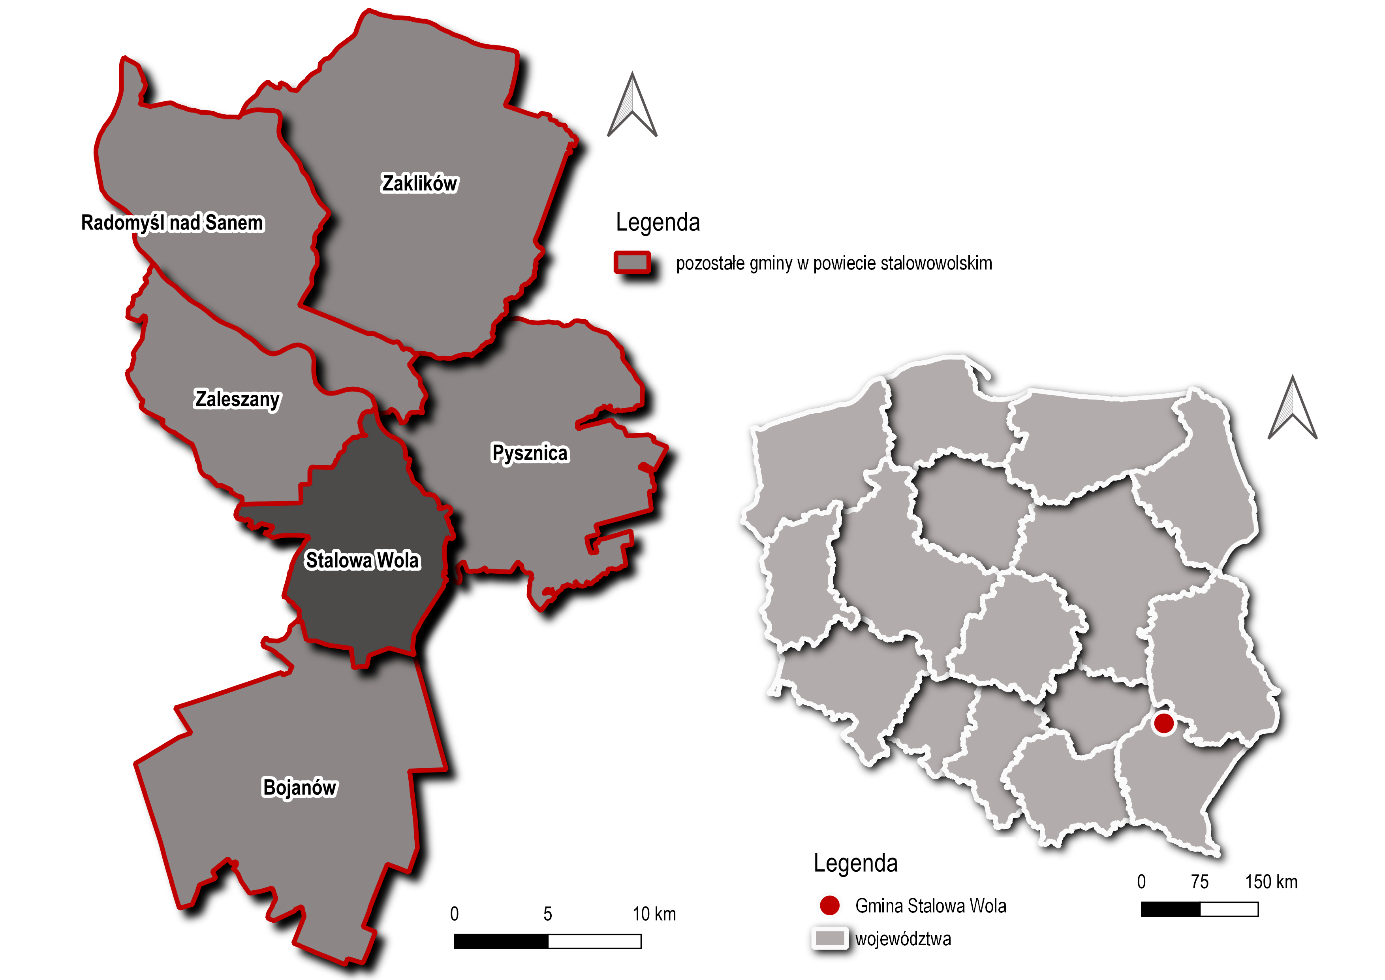 Zaklików
Radomyśl nad Sanem
Legenda
pozostałe gminy w powiecie stalowowolskim
Zaleszany
Pysznica
Stalowa Wola
Bojanów
0 5 10 km
Legenda
0 75 150 km
Gmina Stalowa Wola
województwa